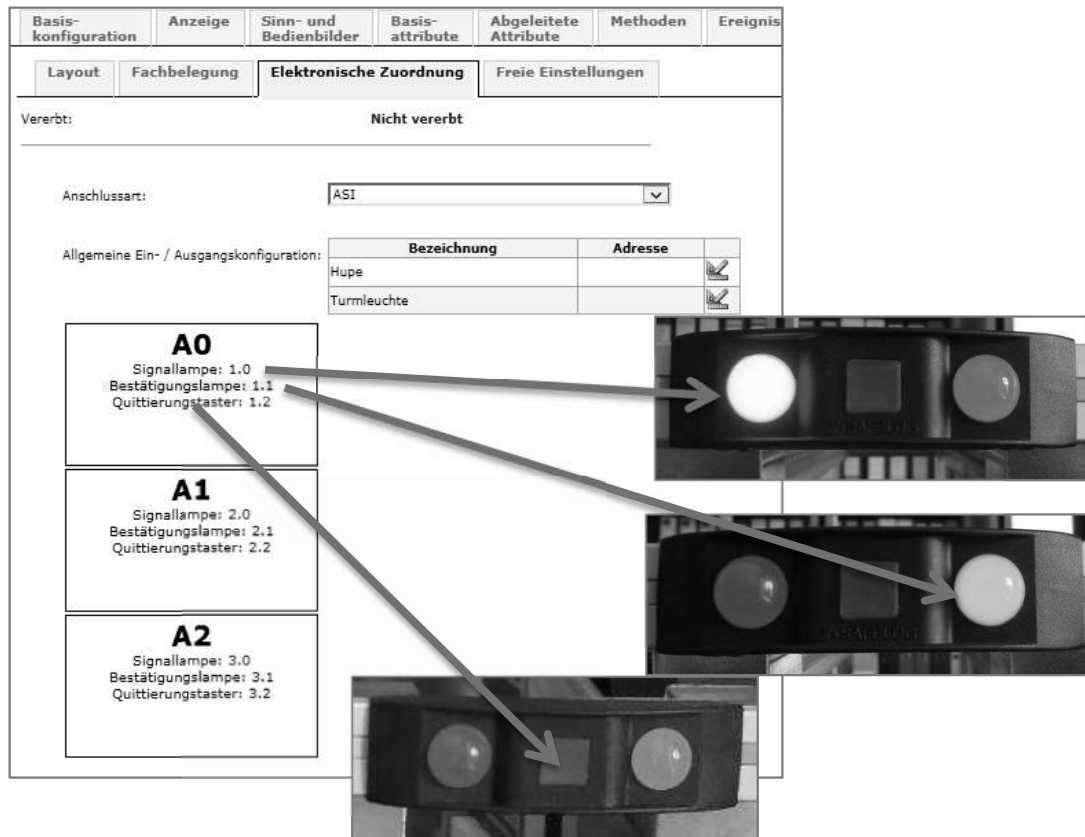 Basis- Anzeige Sinn- und Basis- Abgeleitete Methoden Ereignis
konfiguration Bedienbilder attribute Attribute
Layout Fachbelegung Elektronische Zuordnung Freie Einstellungen
Vererbt: Nicht vererbt
Anschlussart: ASI
Allgemeine Ein- / Ausgangskonfiguration: Bezeichnung Adresse
Hupe
Turmleuchte
A0
Signallampe: 1.0
Bestätigungslampe: 1.1
Quittierungstaster: 1.2
A1
Signallampe: 2.0
Bestätigungslampe: 2.1
Quittierungstaster: 2.2
A2
Signallampe: 3.0
Bestätigungslampe: 3.1
Quittierungstaster: 3.2